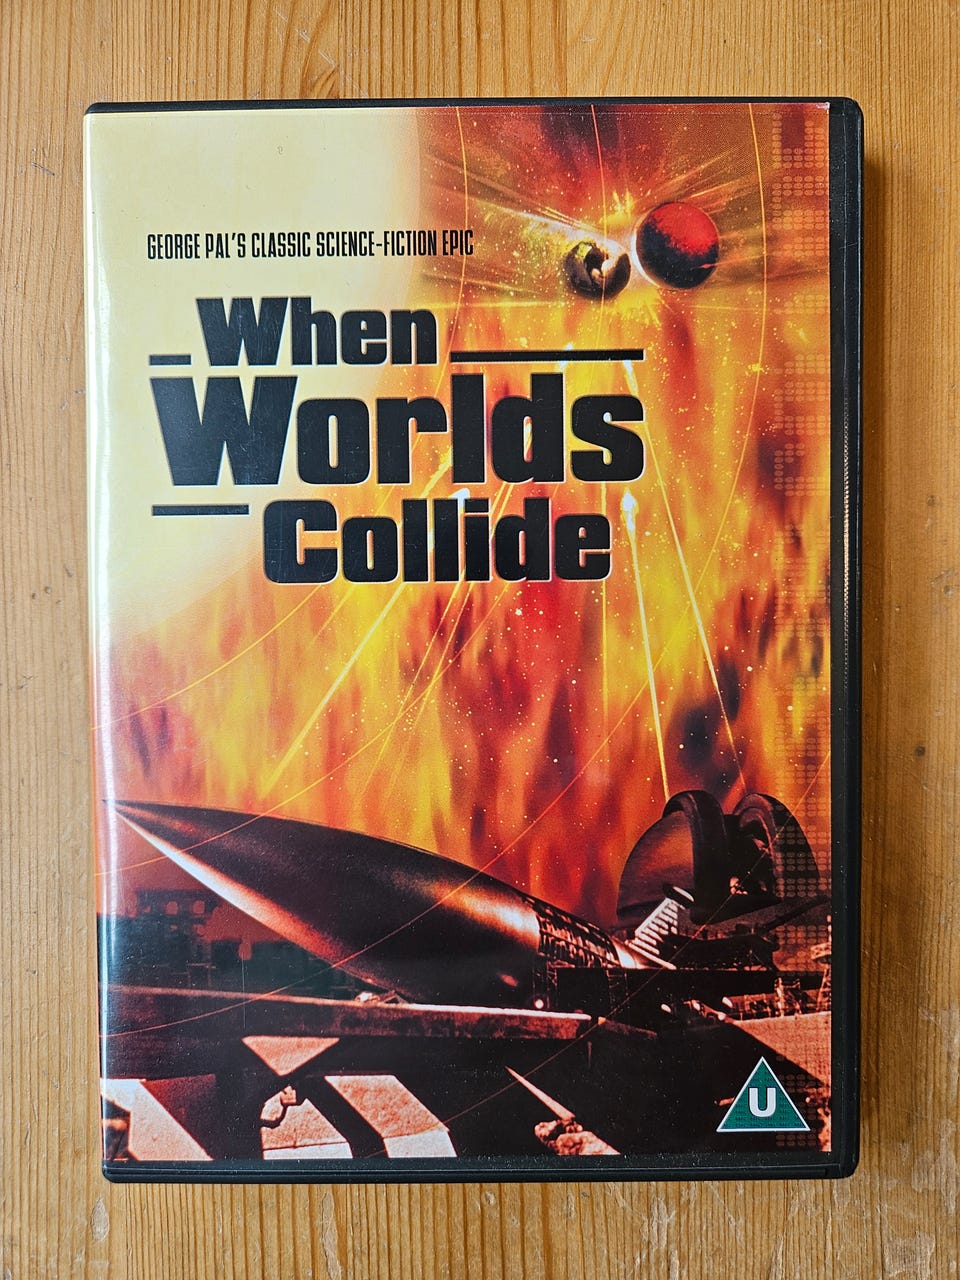 GEORGE PAL'S CLASSIC SCIENCE-FICTION EPIC
When
Worlds
Collide
U